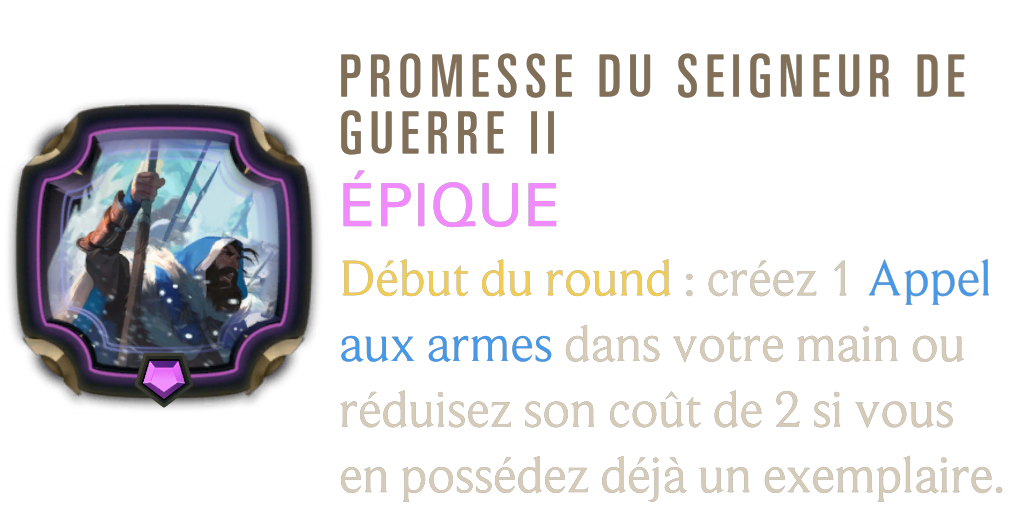 PROMESSE DU SEIGNEUR DE
GUERRE II
ÉPIQUE
Début du round : créez 1 Appel
aux armes dans votre main ou
réduisez son coût de 2 si vous
en possédez déjà un exemplaire.